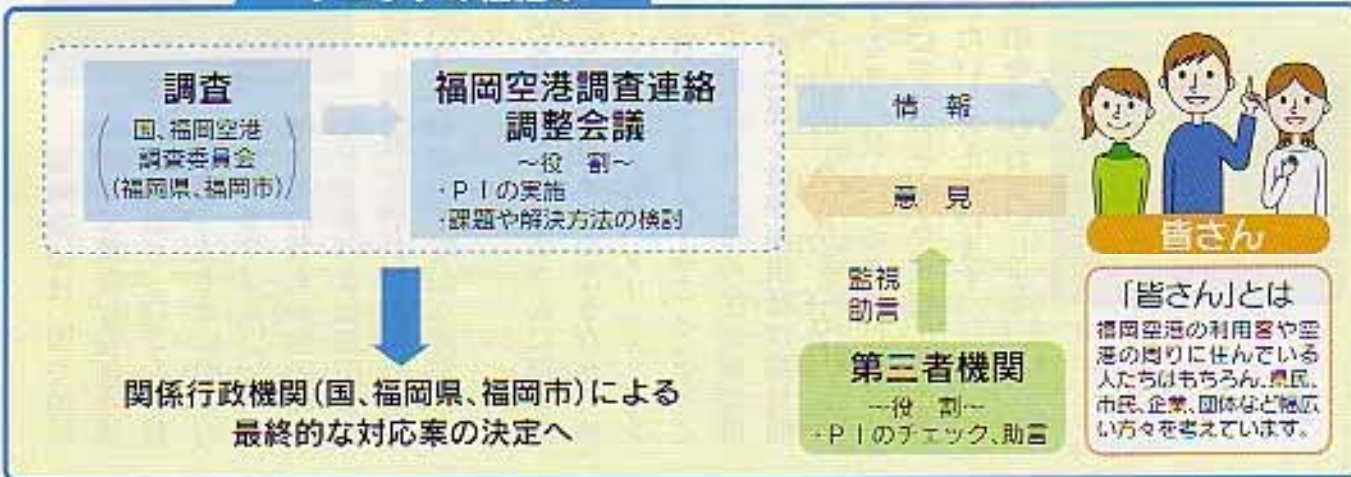 調査
国、福岡空港
調査委員会
(福岡県、福岡市)
福岡空港調査連絡
調整会議
～役 割～
・PIの実施
・課題や解決方法の検討
情 報
意 見
皆さん
監視
助言
第三者機関
～役 割～
・PIのチェック、助言
「皆さん」とは
福岡空港の利用客や空
港の周りに住んでいる
人たちはもちろん、県民、
市民、企業、団体など幅広
い方々を考えています。
関係行政機関(国、福岡県、福岡市)による
最終的な対応案の決定へ